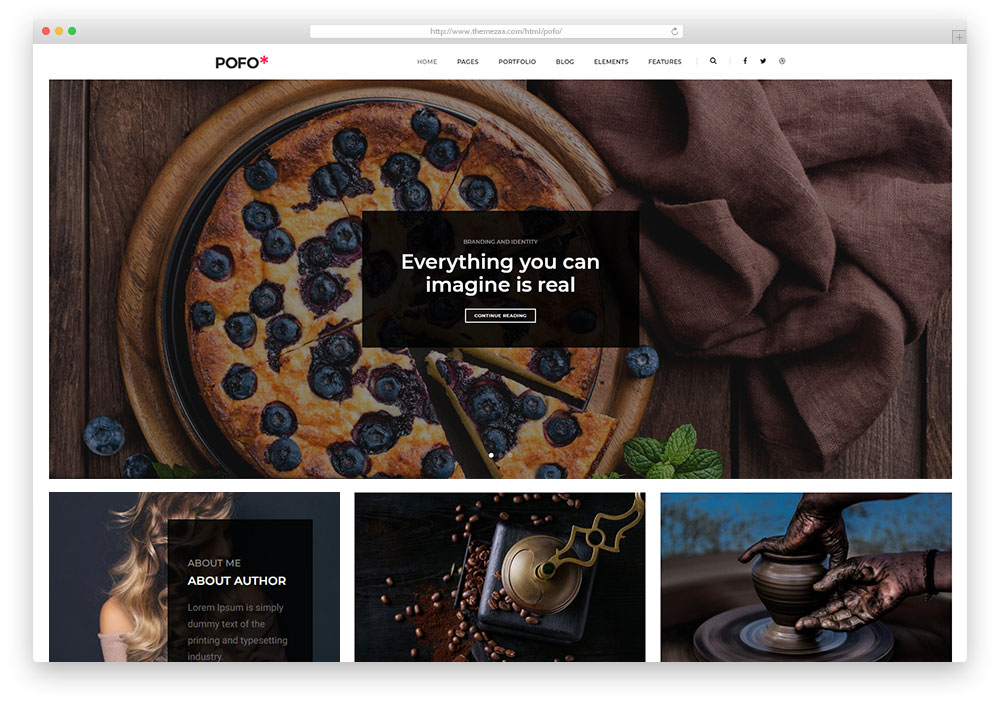 http://www.themezaa.com/html/pofo/
POFO*
HOME PAGES PORTFOLIO BLOG ELEMENTS FEATURES
BRANDING AND IDENTITY
Everything you can
imagine is real
CONTINUE READING
ABOUT ME
ABOUT AUTHOR
Lorem Ipsum is simply
dummy text of the
printing and typesetting
industry.